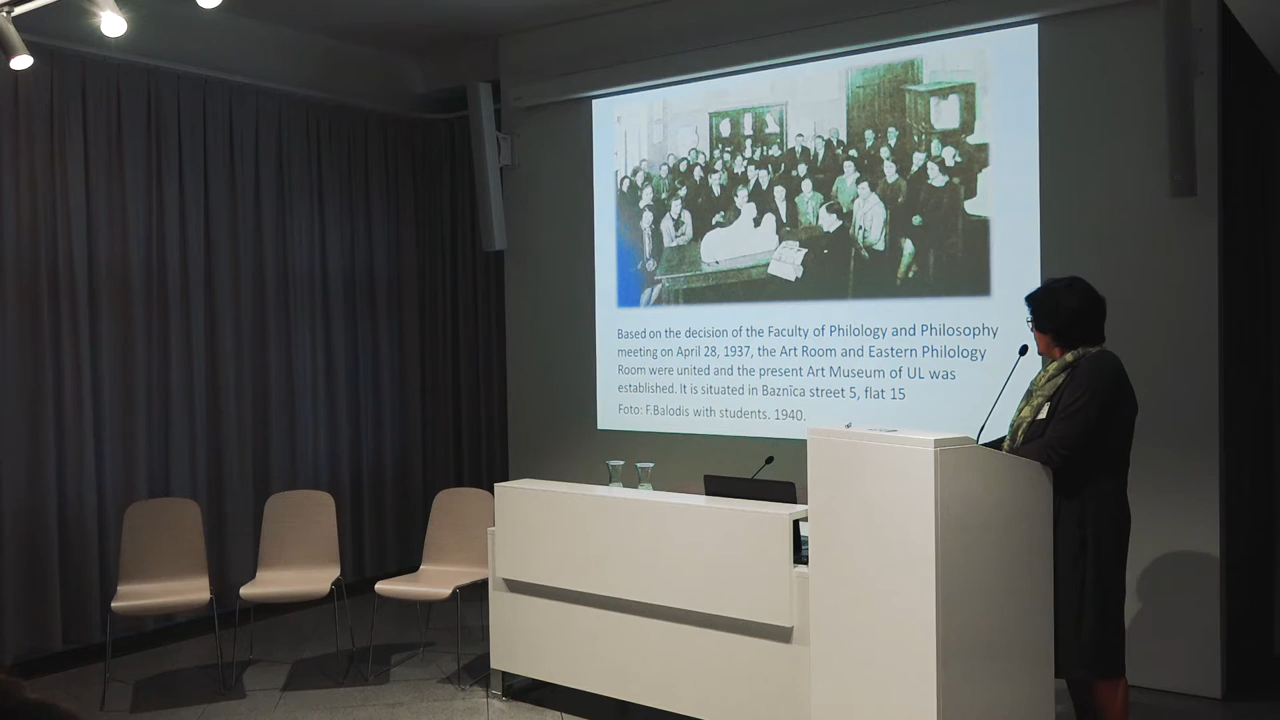 Based on the decision of the Faculty of Philology and Philosophy
meeting on April 28, 1937, the Art Room and Eastern Philology
Room were united and the present Art Museum of UL was
established. It is situated in Baznīca street 5, flat 15
Foto: F.Balodis with students. 1940.